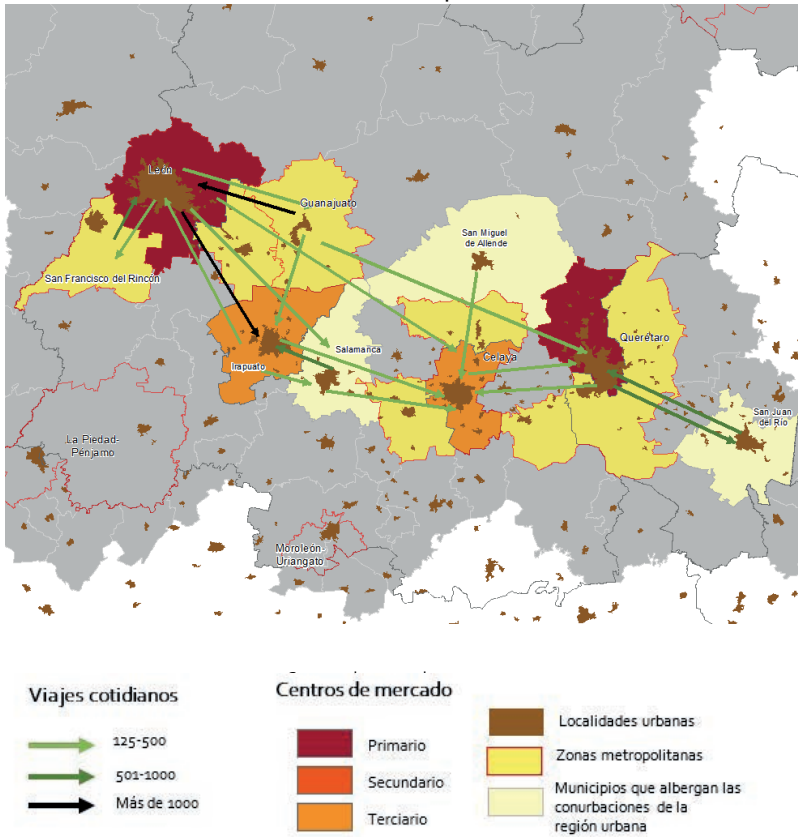 León
Guanajuato
San Miguel
de Allende
San Francisco del Rincón
Querétaro
Salamanca
Celaya
Irapuato
San Juan
del Río
La Piedad-
Pénjamo
Moroleón-
Uriangato
Viajes cotidianos
125-500
501-1000
Más de 1000
Centros de mercado
Primario
Secundario
Terciario
Localidades urbanas
Zonas metropolitanas
Municipios que albergan las
conurbaciones de la
región urbana